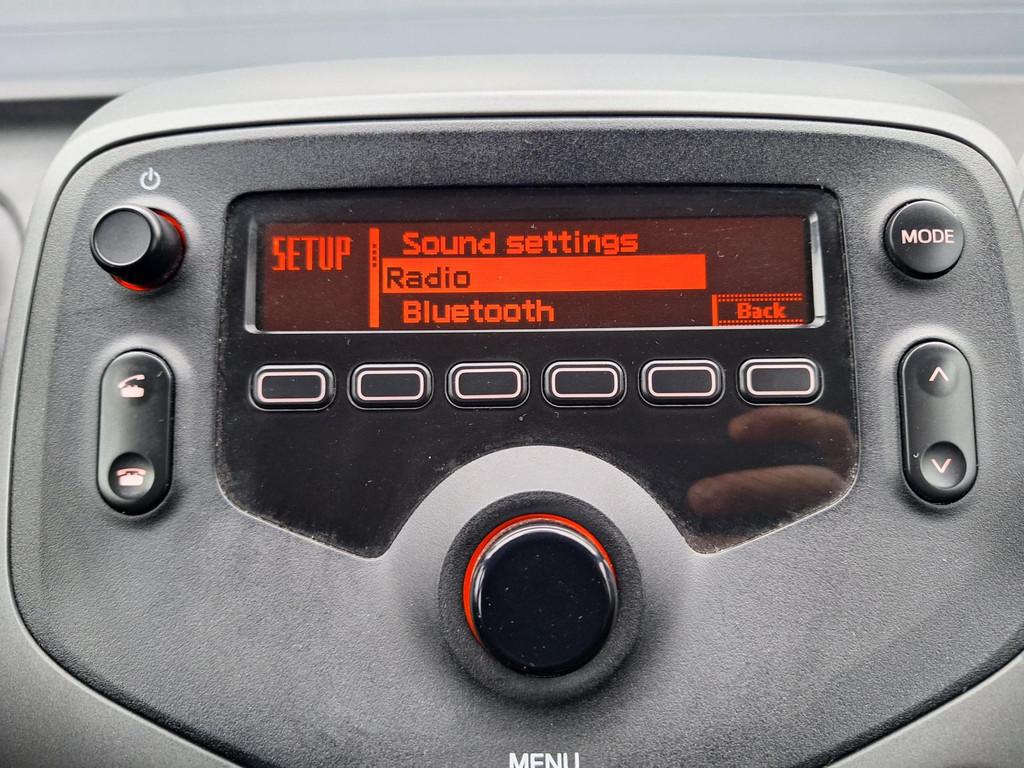 SETUP
Sound settings
Radio
Bluetooth
Back
MODE
MENU